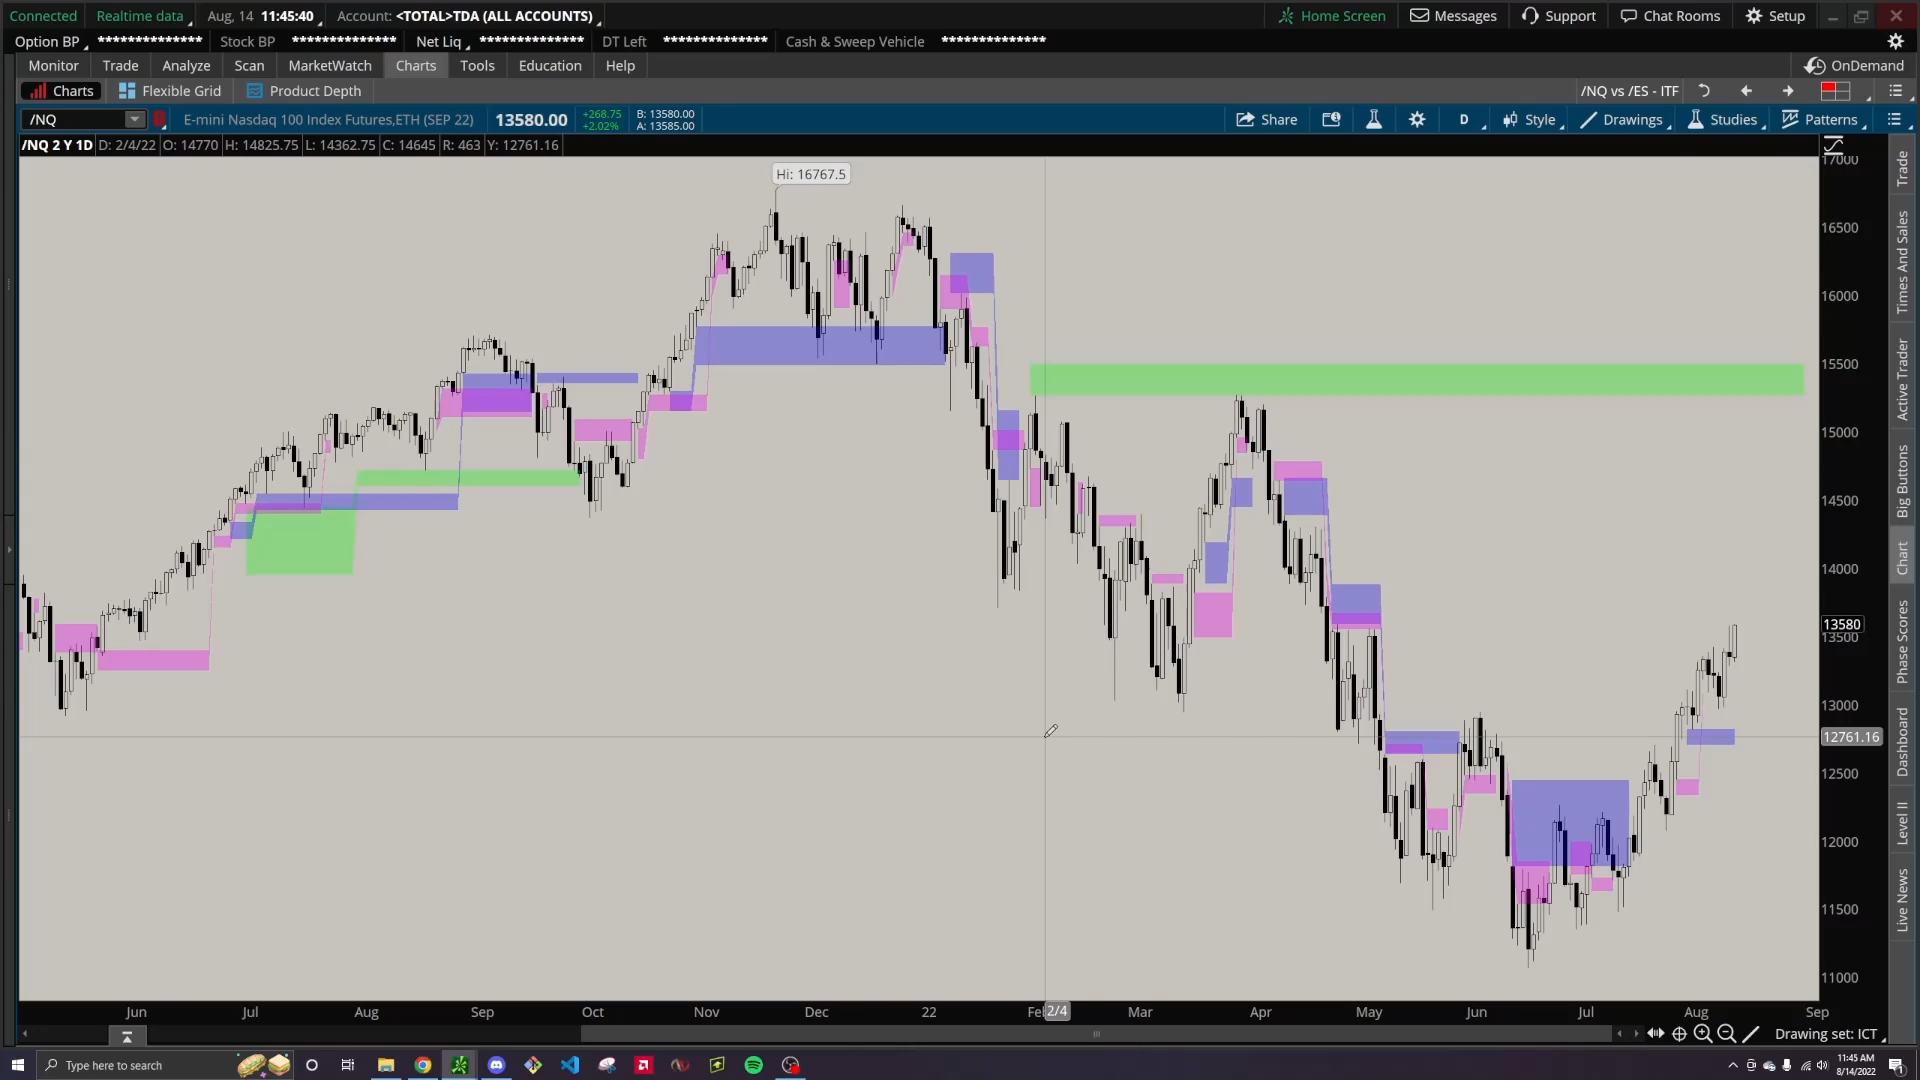 Connected Realtime data Aug, 14 11:45:40 Account: <TOTAL>TDA (ALL ACCOUNTS) Home Screen Messages Support Chat Rooms Setup
Option BP ************** Stock BP ************** Net Liq ************** DT Left ************** Cash & Sweep Vehicle **************
Monitor Trade Analyze Scan MarketWatch Charts Tools Education Help OnDemand
Charts Flexible Grid Product Depth /NQ vs /ES - ITF
/NQ E-mini Nasdaq 100 Index Futures,ETH (SEP 22) 13580.00 +268.75 +2.02% B: 13580.00 A: 13585.00 Share D Style Drawings Studies Patterns
/NQ 2 Y 1D D: 2/4/22 O: 14770 H: 14825.75 L: 14362.75 C: 14645 R: 463 Y: 12761.16
Hi: 16767.5
17000
16500
16000
15500
15000
14500
14000
13580
13500
13000
12761.16
12500
12000
11500
11000
Trade
Times And Sales
Active Trader
Big Buttons
Chart
Phase Scores
Dashboard
Level II
Live News
Jun Jul Aug Sep Oct Nov Dec 22 Fe 2/4 Mar Apr May Jun Jul Aug Sep
Drawing set: ICT
Type here to search
11:45 AM
8/14/2022